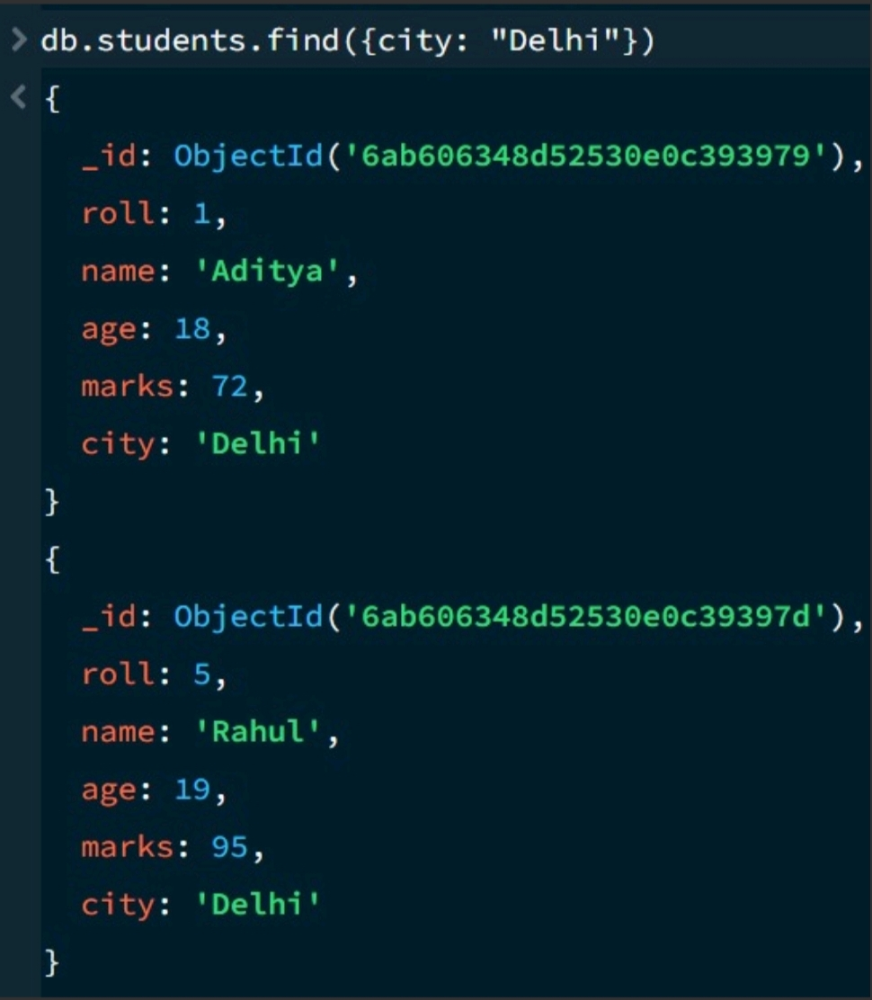 > db.students.find({city: "Delhi"})
< {
  _id: ObjectId('6ab606348d52530e0c393979'),
  roll: 1,
  name: 'Aditya',
  age: 18,
  marks: 72,
  city: 'Delhi'
}
{
  _id: ObjectId('6ab606348d52530e0c39397d'),
  roll: 5,
  name: 'Rahul',
  age: 19,
  marks: 95,
  city: 'Delhi'
}